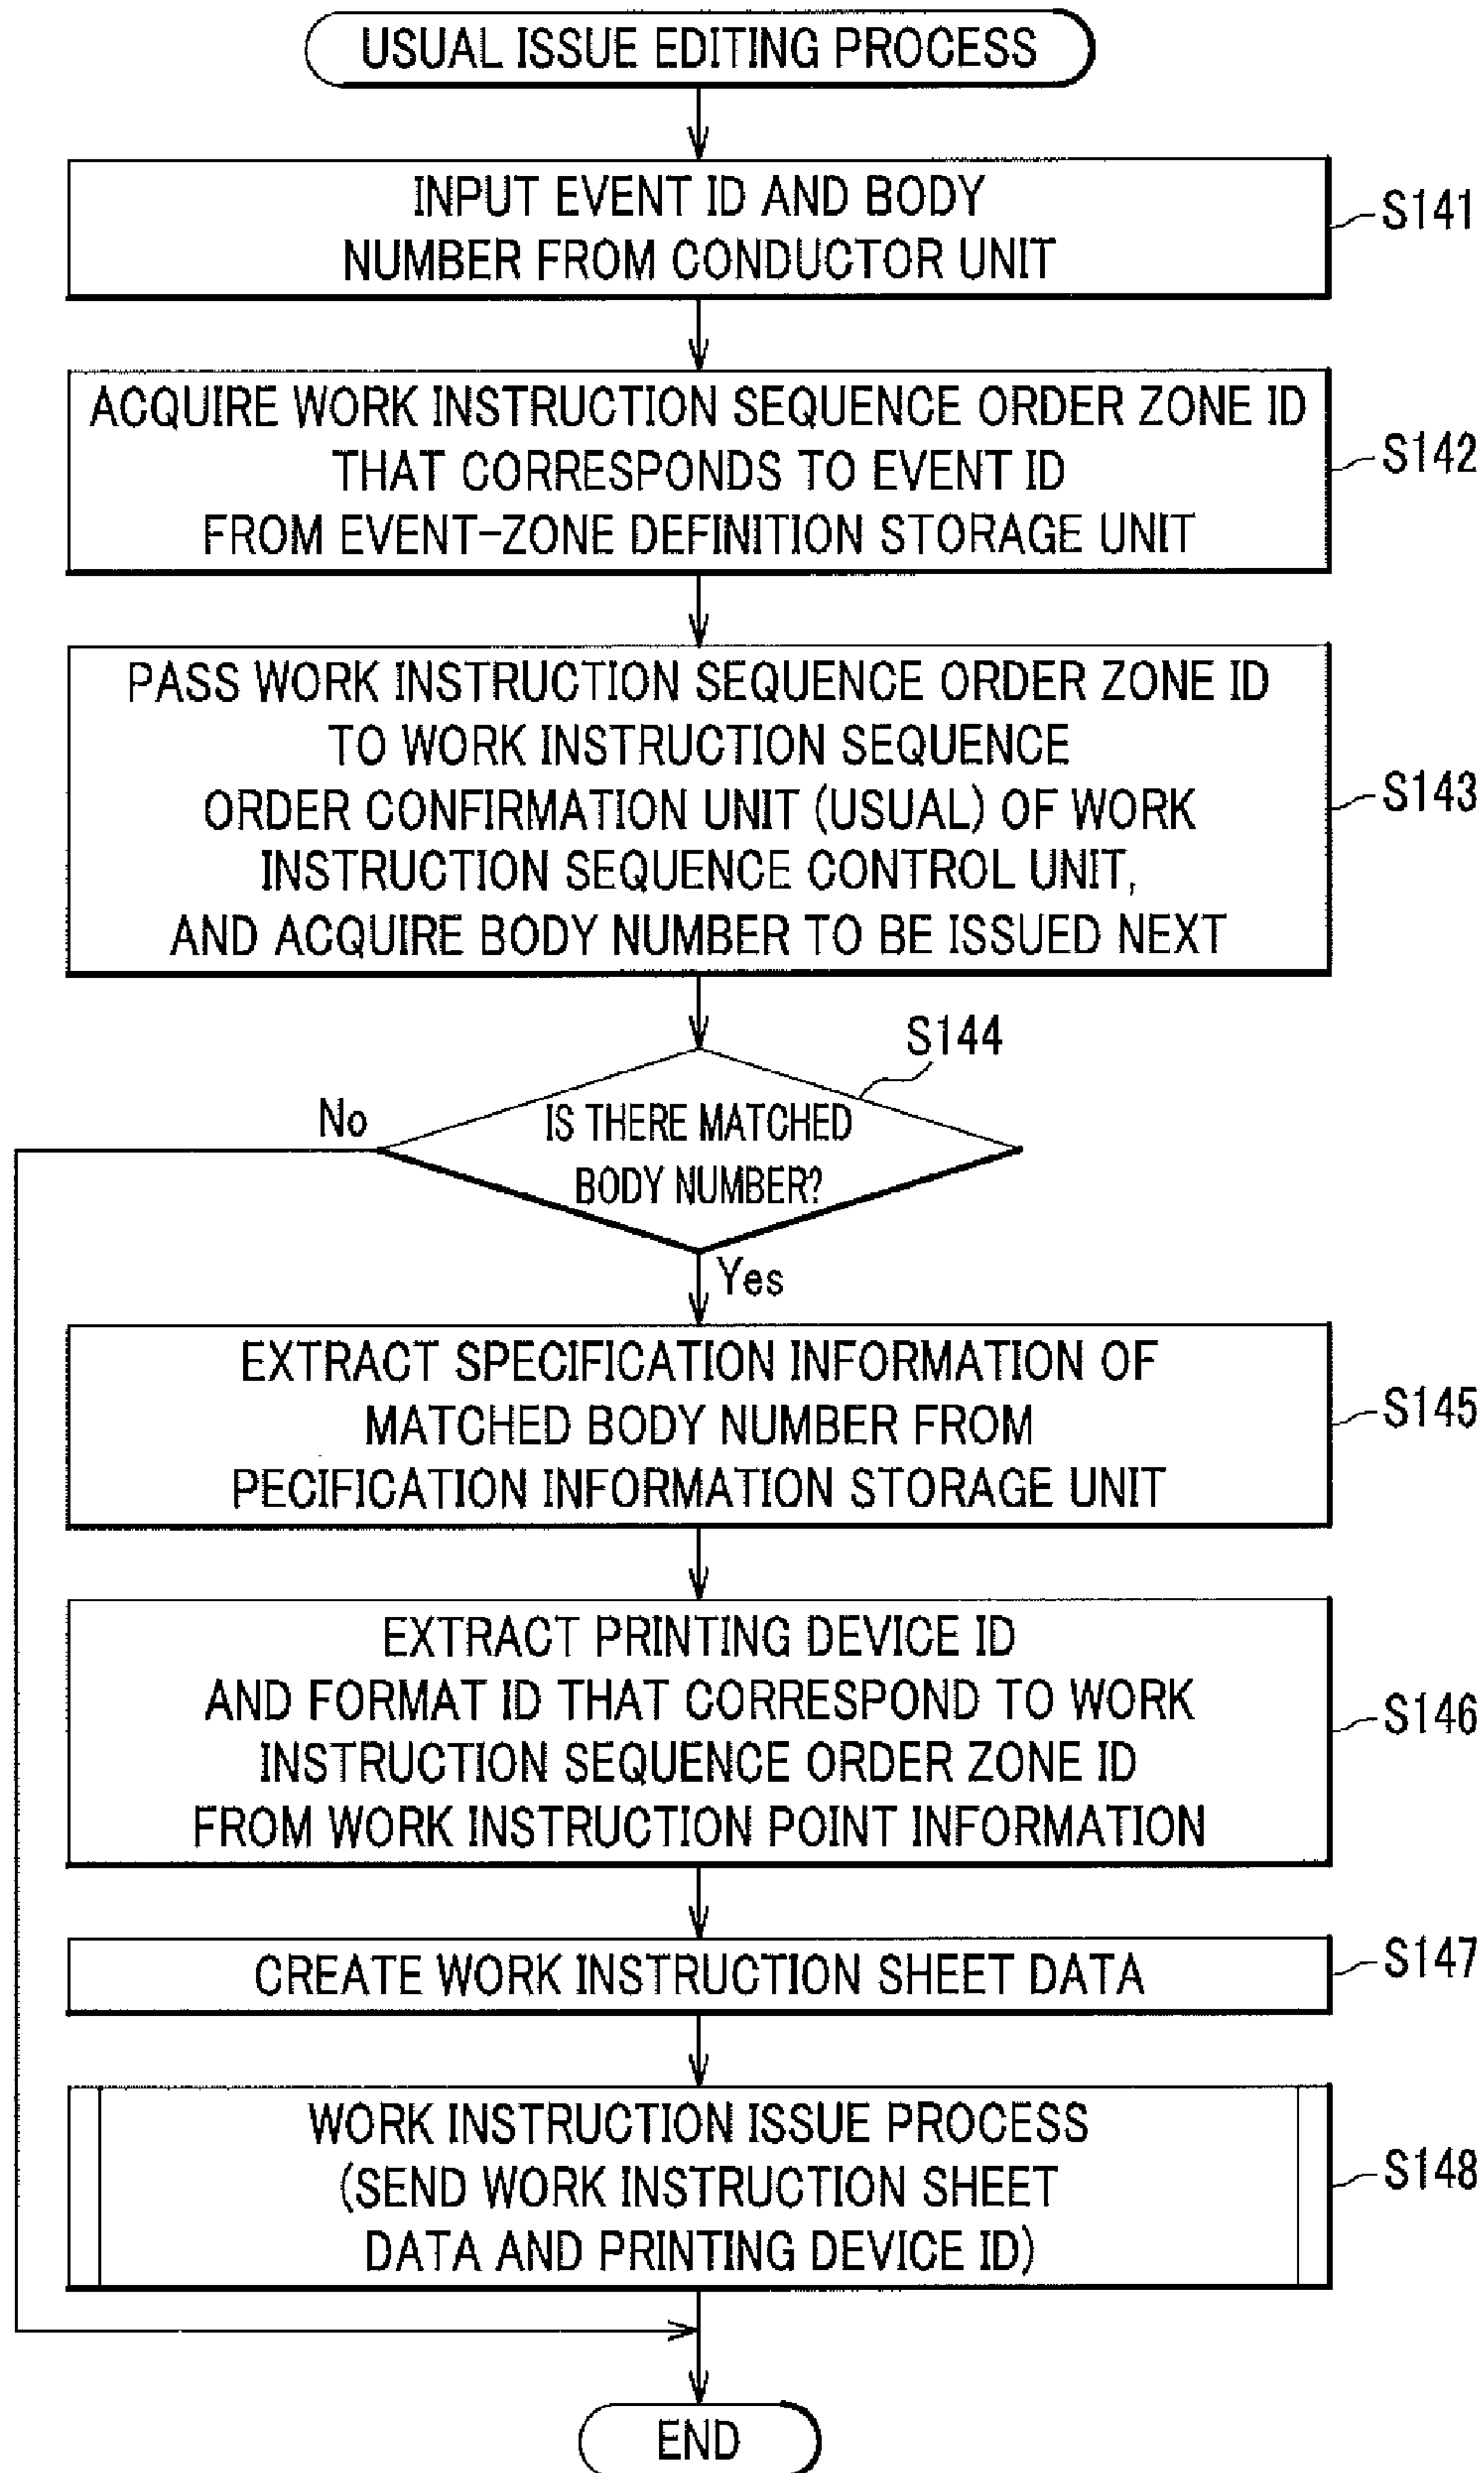 USUAL ISSUE EDITING PROCESS
INPUT EVENT ID AND BODY
NUMBER FROM CONDUCTOR UNIT
S141
ACQUIRE WORK INSTRUCTION SEQUENCE ORDER ZONE ID
THAT CORRESPONDS TO EVENT ID
FROM EVENT-ZONE DEFINITION STORAGE UNIT
S142
PASS WORK INSTRUCTION SEQUENCE ORDER ZONE ID
TO WORK INSTRUCTION SEQUENCE
ORDER CONFIRMATION UNIT (USUAL) OF WORK
INSTRUCTION SEQUENCE CONTROL UNIT,
AND ACQUIRE BODY NUMBER TO BE ISSUED NEXT
S143
S144
No
IS THERE MATCHED
BODY NUMBER?
Yes
EXTRACT SPECIFICATION INFORMATION OF
MATCHED BODY NUMBER FROM
PECIFICATION INFORMATION STORAGE UNIT
S145
EXTRACT PRINTING DEVICE ID
AND FORMAT ID THAT CORRESPOND TO WORK
INSTRUCTION SEQUENCE ORDER ZONE ID
FROM WORK INSTRUCTION POINT INFORMATION
S146
CREATE WORK INSTRUCTION SHEET DATA
S147
WORK INSTRUCTION ISSUE PROCESS
(SEND WORK INSTRUCTION SHEET
DATA AND PRINTING DEVICE ID)
S148
END